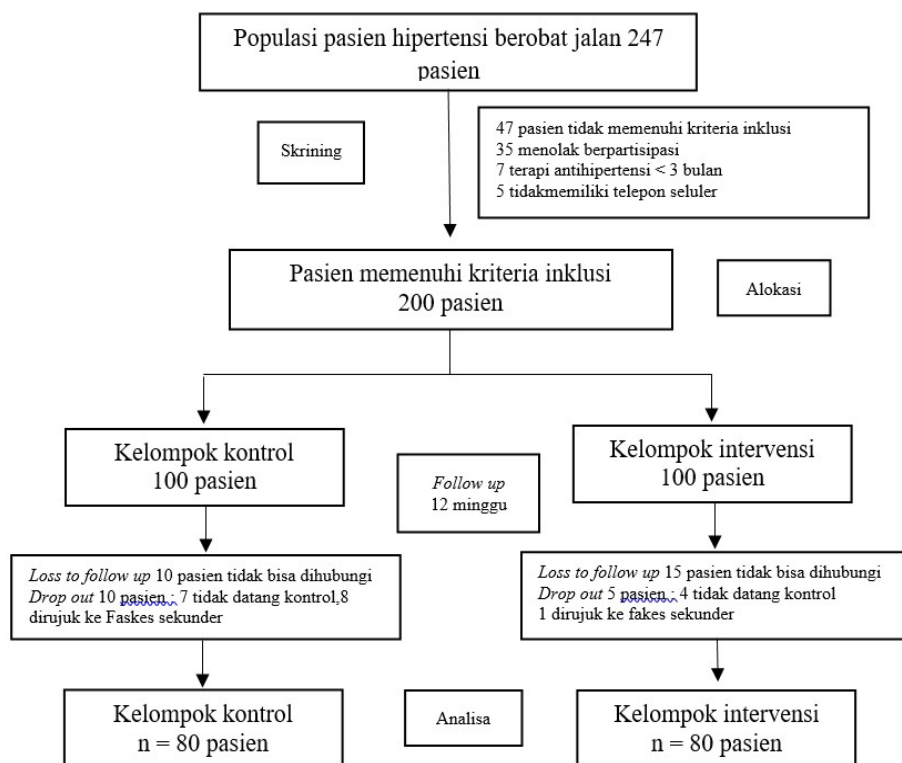 Populasi pasien hipertensi berobat jalan 247
pasien
Skrining
47 pasien tidak memenuhi kriteria inklusi
35 menolak berpartisipasi
7 terapi antihipertensi < 3 bulan
5 tidakmemiliki telepon seluler
Pasien memenuhi kriteria inklusi
200 pasien
Alokasi
Kelompok kontrol
100 pasien
Kelompok intervensi
100 pasien
Follow up
12 minggu
Loss to follow up 10 pasien tidak bisa dihubungi
Drop out 10 pasien : 7 tidak datang kontrol,8
dirujuk ke Faskes sekunder
Loss to follow up 15 pasien tidak bisa dihubungi
Drop out 5 pasien : 4 tidak datang kontrol
1 dirujuk ke fakes sekunder
Kelompok kontrol
n = 80 pasien
Analisa
Kelompok intervensi
n = 80 pasien